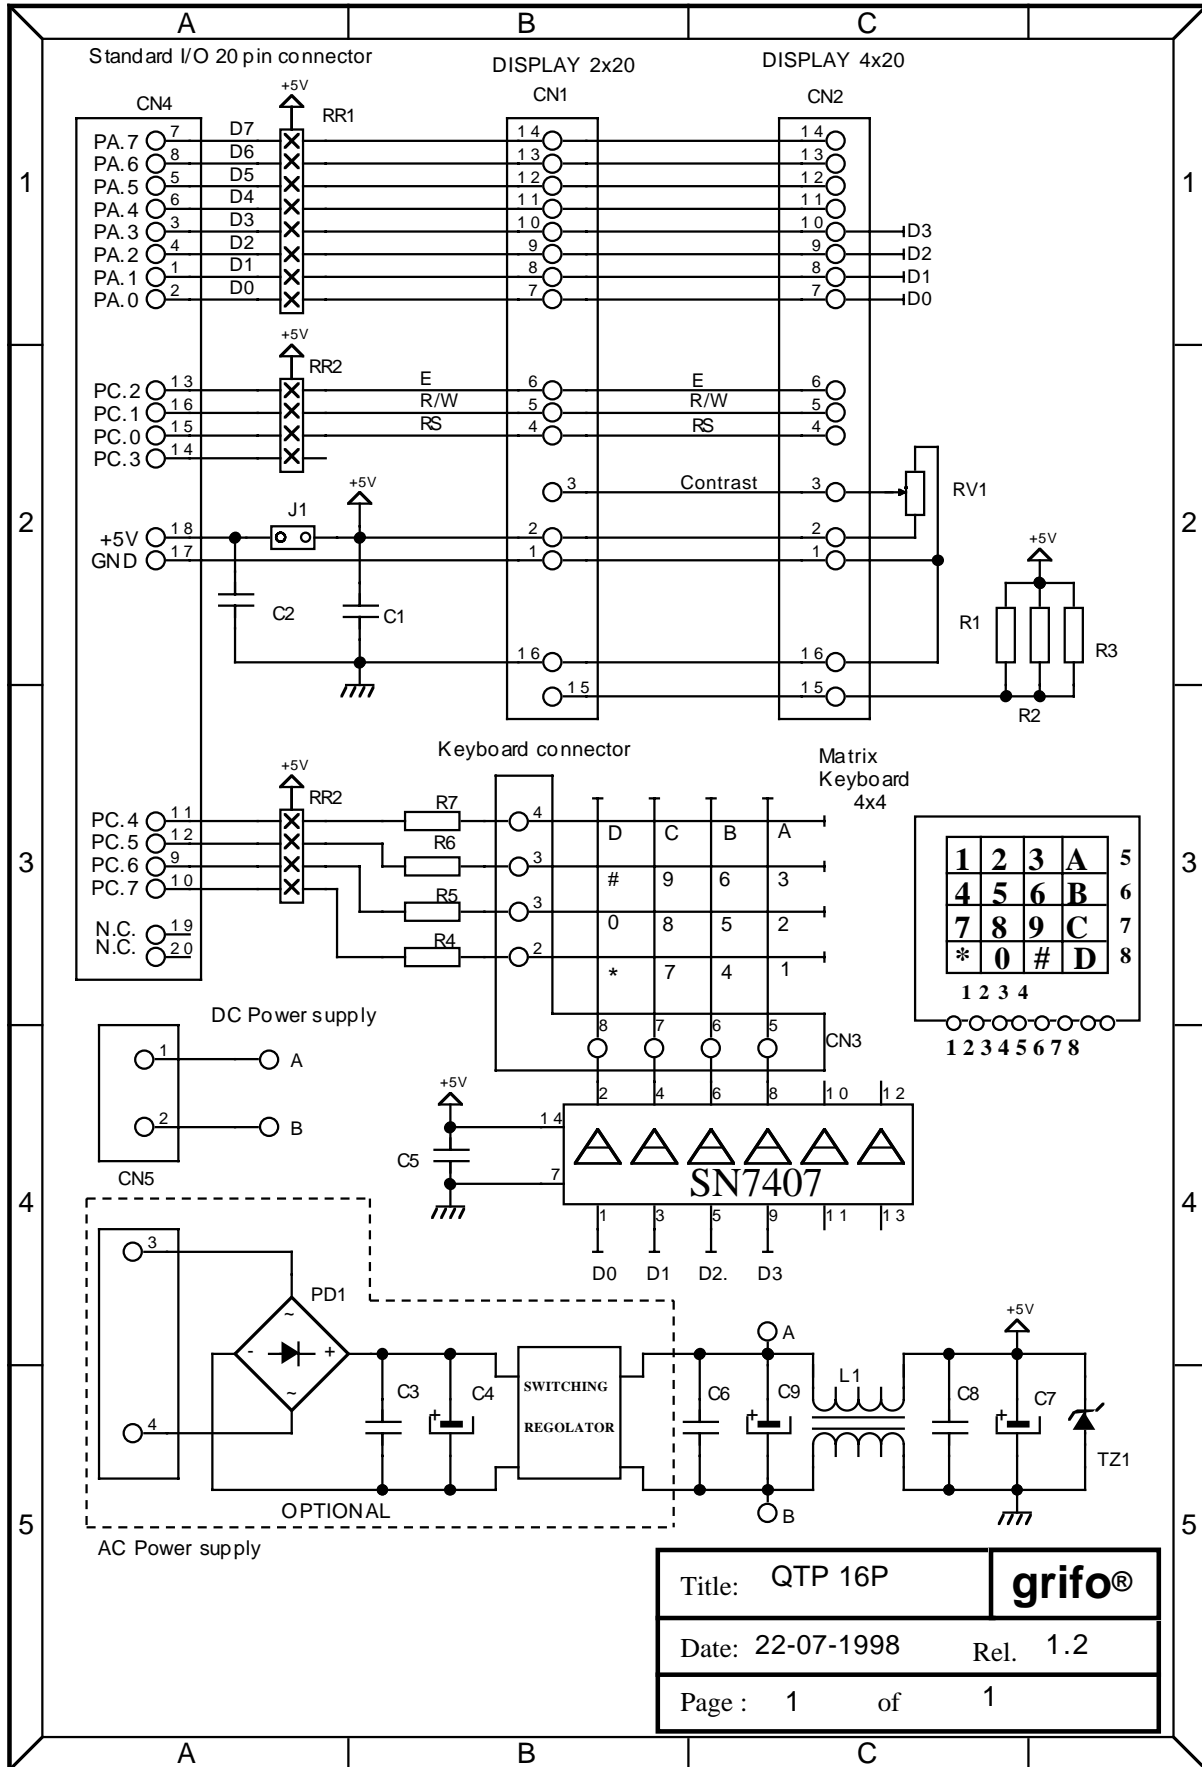 A B C
Standard I/O 20 pin connector
DISPLAY 2x20
DISPLAY 4x20
CN4
+5V
RR1
CN1
CN2
PA.7 7 D7 14 14
PA.6 8 D6 13 13
PA.5 5 D5 12 12
PA.4 6 D4 11 11
PA.3 3 D3 10 10 D3
PA.2 4 D2 9 9 D2
PA.1 1 D1 8 8 D1
PA.0 2 D0 7 7 D0
1 1
+5V
RR2
PC.2 13 E 6 E 6
PC.1 16 R/W 5 R/W 5
PC.0 15 RS 4 RS 4
PC.3 14
+5V
3 Contrast 3 RV1
J1
2 2
+5V 18 2 2
GND 17 1 1
+5V
C2 C1
R1 R3
16 16
15 15
R2
Keyboard connector
Matrix
Keyboard
4x4
+5V
RR2
PC.4 11 R7 4
PC.5 12 R6 3
PC.6 9 R5 3
PC.7 10 R4 2
N.C. 19
N.C. 20
D C B A
# 9 6 3
0 8 5 2
* 7 4 1
3 3
1 2 3 A 5
4 5 6 B 6
7 8 9 C 7
* 0 # D 8
1 2 3 4
1 2 3 4 5 6 7 8
DC Power supply
8 7 6 5
CN3
1 A
2 B
CN5
+5V
C5
14
7
2 4 6 8 10 12
SN7407
1 3 5 9 11 13
D0 D1 D2. D3
4 4
3
4
PD1
~
- +
~
C3 C4
SWITCHING
REGOLATOR
+
OPTIONAL
AC Power supply
A
B
C6 C9
+
L1
C8 C7
+
+5V
TZ1
5 5
Title: QTP 16P
grifo®
Date: 22-07-1998 Rel. 1.2
Page : 1 of 1
A B C